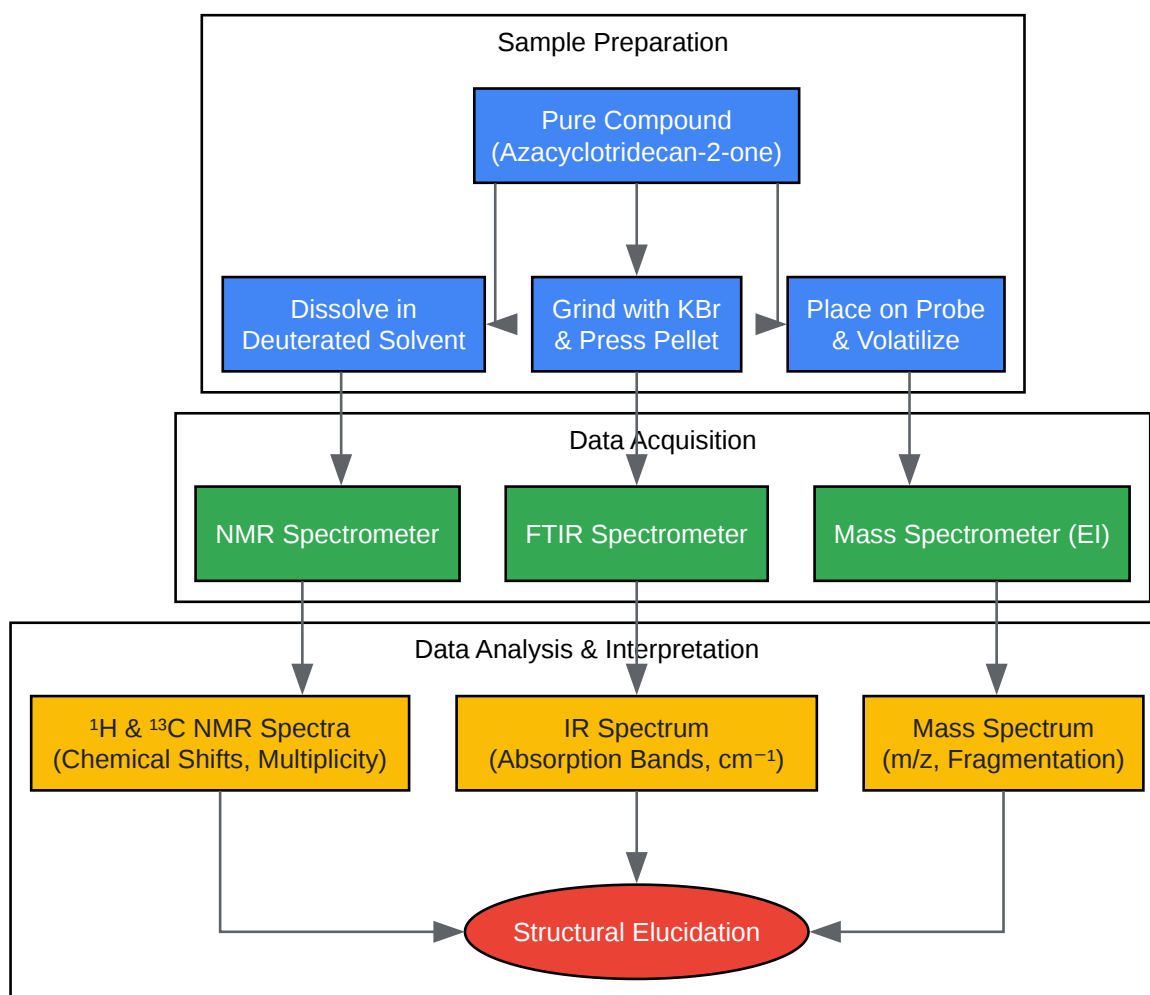 Sample Preparation
Pure Compound
(Azacyclotridecan-2-one)
Dissolve in
Deuterated Solvent
Grind with KBr
& Press Pellet
Place on Probe
& Volatilize
Data Acquisition
NMR Spectrometer
FTIR Spectrometer
Mass Spectrometer (EI)
Data Analysis & Interpretation
¹H & ¹³C NMR Spectra
(Chemical Shifts, Multiplicity)
IR Spectrum
(Absorption Bands, cm⁻¹)
Mass Spectrum
(m/z, Fragmentation)
Structural Elucidation